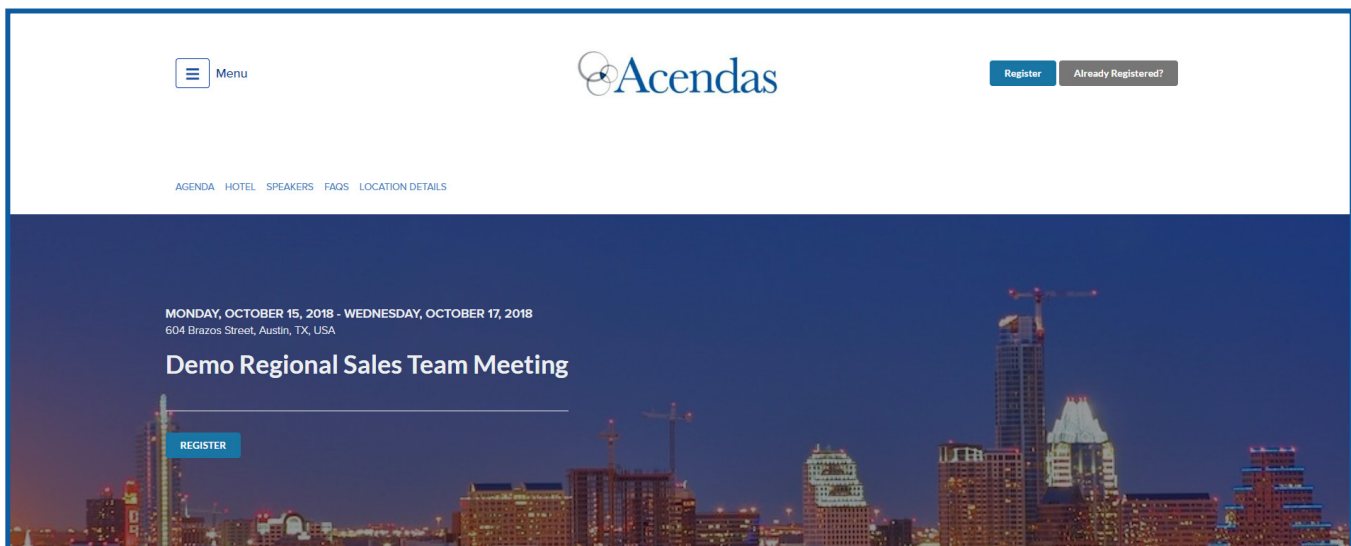 Menu
Acendas
Register
Already Registered?
AGENDA HOTEL SPEAKERS FAQS LOCATION DETAILS
MONDAY, OCTOBER 15, 2018 - WEDNESDAY, OCTOBER 17, 2018
604 Brazos Street, Austin, TX, USA
Demo Regional Sales Team Meeting
REGISTER